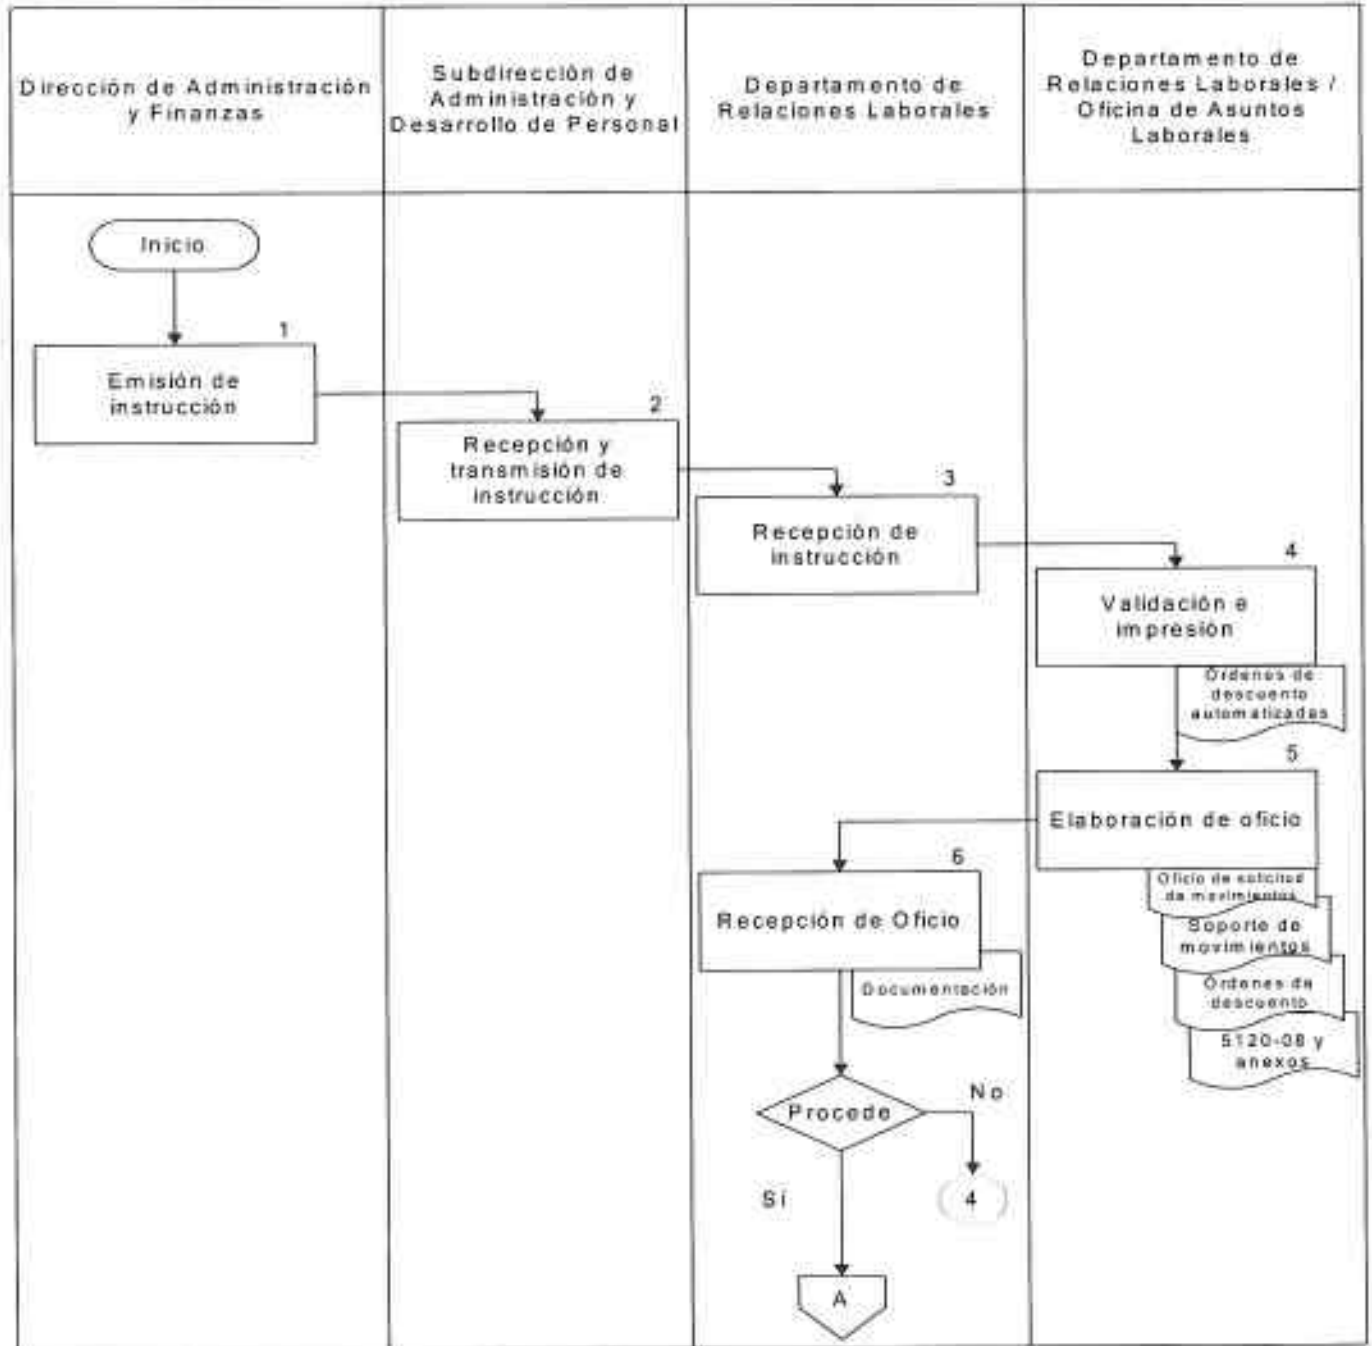 Dirección de Administración
y Finanzas
Subdirección de
Administración y
Desarrollo de Personal
Departamento de
Relaciones Laborales
Departamento de
Relaciones Laborales /
Oficina de Asuntos
Laborales
Inicio
1
Emisión de
instrucción
2
Recepción y
transmisión de
instrucción
3
Recepción de
instrucción
4
Validación e
impresión
Órdenes de
descuento
automatizadas
5
Elaboración de oficio
Oficio de solicitud
de movimientos
Soporte de
movimientos
Órdenes de
descuento
5120-08 y
anexos
6
Recepción de Oficio
Documentación
Procede
No
4
Sí
A